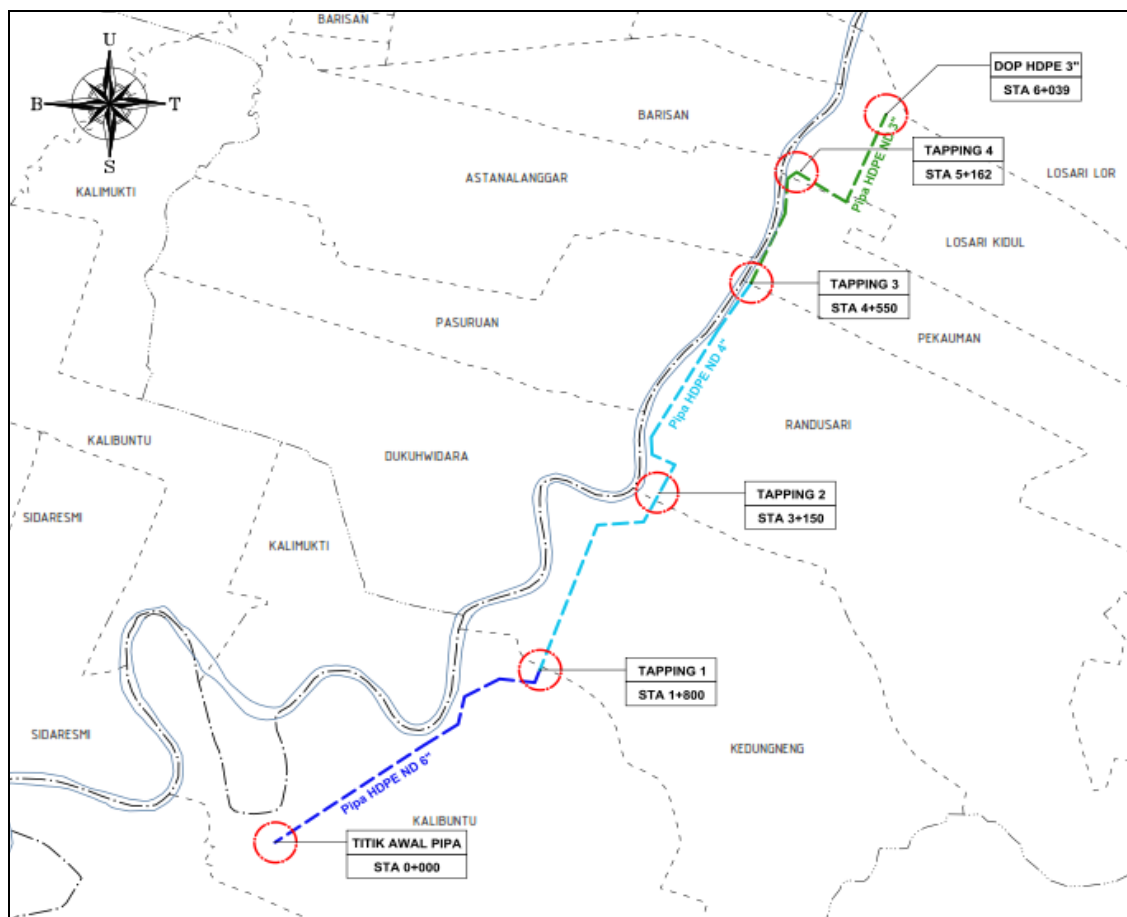 BARISAN
U
B
T
S
DOP HDPE 3"
STA 6+039
BARISAN
TAPPING 4
STA 5+162
Pipa HDPE ND 3"
LOSARI LOR
ASTANALANGGAR
KALIMUKTI
LOSARI KIDUL
TAPPING 3
STA 4+550
PASURUAN
PEKAUMAN
Pipa HDPE ND 4"
RANDUSARI
KALIBUNTU
DUKUHWIDARA
TAPPING 2
STA 3+150
SIDARESMI
KALIMUKTI
TAPPING 1
STA 1+800
SIDARESMI
KEDUNGNENG
Pipa HDPE ND 6"
KALIBUNTU
TITIK AWAL PIPA
STA 0+000